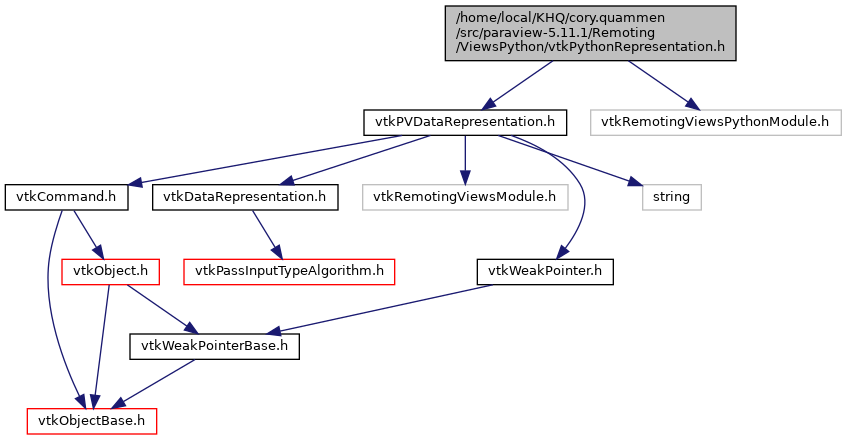 /home/local/KHQ/cory.quammen
/src/paraview-5.11.1/Remoting
/ViewsPython/vtkPythonRepresentation.h
vtkPVDataRepresentation.h
vtkRemotingViewsPythonModule.h
vtkCommand.h
vtkDataRepresentation.h
vtkRemotingViewsModule.h
string
vtkObject.h
vtkPassInputTypeAlgorithm.h
vtkWeakPointer.h
vtkWeakPointerBase.h
vtkObjectBase.h